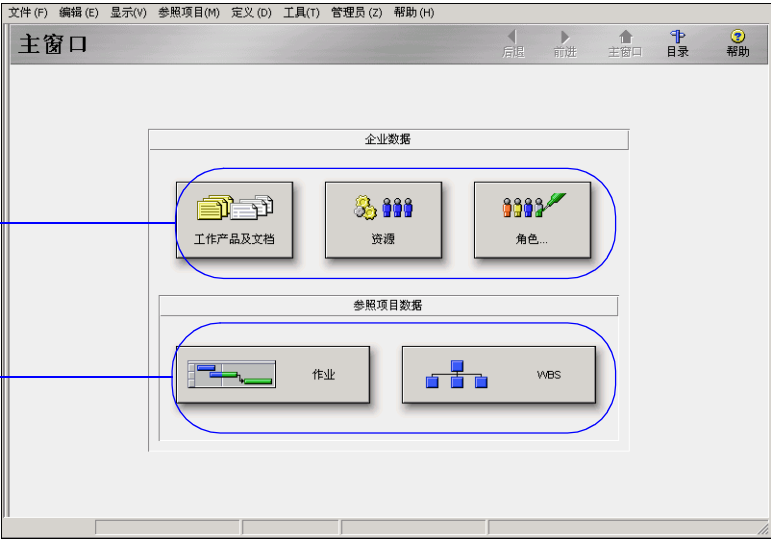 文件(F) 编辑(E) 显示(V) 参照项目(M) 定义(D) 工具(T) 管理员(Z) 帮助(H)
主窗口
后退 前进 主窗口 目录 帮助
企业数据
工作产品及文档 资源 角色...
参照项目数据
作业 WBS